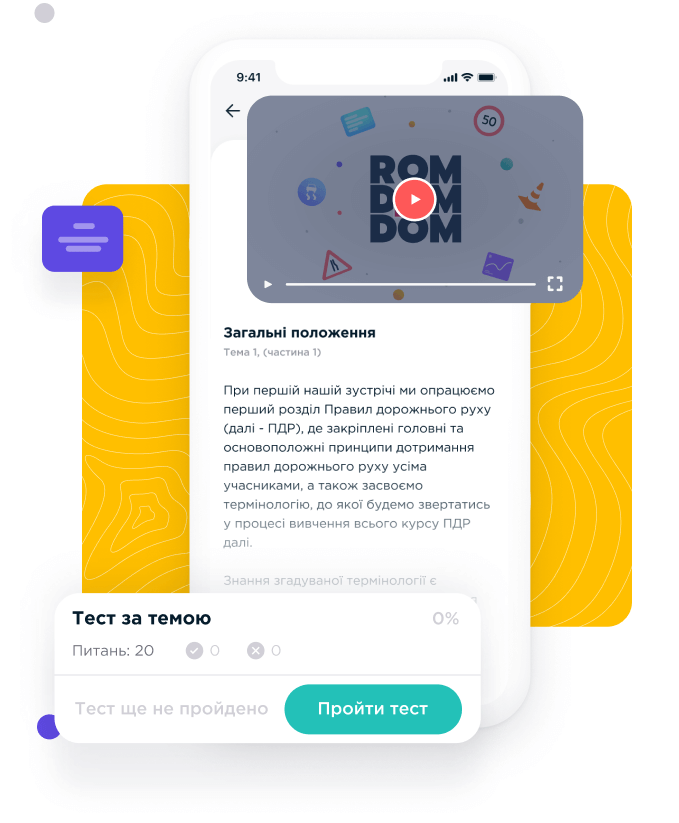 9:41
50
ROM
DOM
DOM
Загальні положення
Тема 1, (частина 1)
При першій нашій зустрічі ми опрацюємо
перший розділ Правил дорожнього руху
(далі - ПДР), де закріплені головні та
основоположні принципи дотримання
правил дорожнього руху усіма
учасниками, а також засвоємо
термінологію, до якої будемо звертатись
у процесі вивчення всього курсу ПДР
далі.
Знання згадуваної термінології є
Тест за темою
0%
Питань: 20
0
0
Тест ще не пройдено
Пройти тест